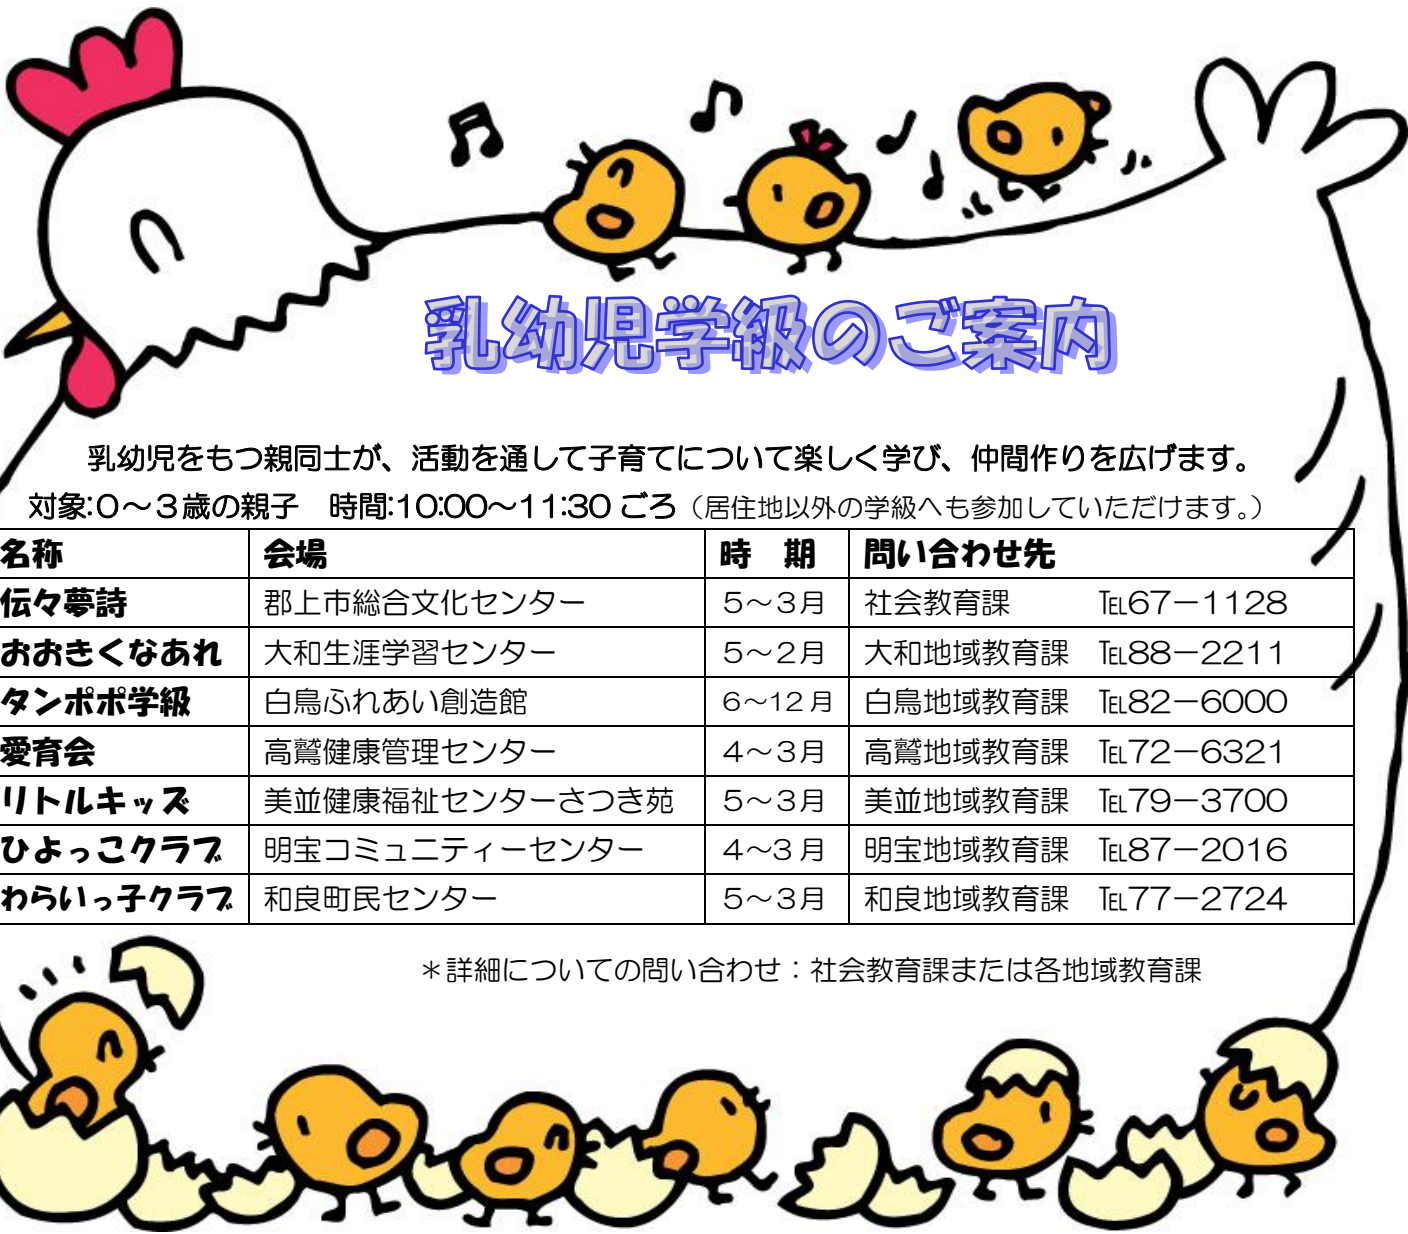 乳幼児学級のご案内
乳幼児をもつ親同士が、活動を通して子育てについて楽しく学び、仲間作りを広げます。
対象:０～３歳の親子　時間:10:00～11:30 ごろ（居住地以外の学級へも参加していただけます。）
名称　会場　時　期　問い合わせ先
伝々夢詩　郡上市総合文化センター　５～３月　社会教育課　℡67－1128
おおきくなあれ　大和生涯学習センター　５～２月　大和地域教育課　℡88－2211
タンポポ学級　白鳥ふれあい創造館　６～12 月　白鳥地域教育課　℡82－6000
愛育会　高鷲健康管理センター　４～３月　高鷲地域教育課　℡72－6321
リトルキッズ　美並健康福祉センターさつき苑　５～３月　美並地域教育課　℡79－3700
ひよっこクラブ　明宝コミュニティーセンター　４～３月　明宝地域教育課　℡87－2016
わらいっ子クラブ　和良町民センター　５～３月　和良地域教育課　℡77－2724
＊詳細についての問い合わせ：社会教育課または各地域教育課